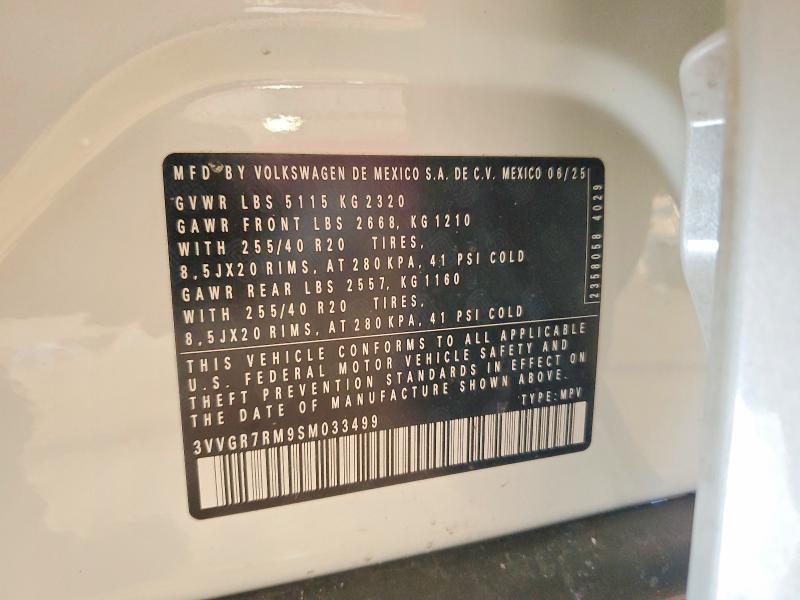 MFD BY VOLKSWAGEN DE MEXICO S.A. DE C.V. MEXICO 06/25
GVWR LBS 5115 KG 2320
GAWR FRONT LBS 2668, KG 1210
WITH 255/40 R20 TIRES,
8,5JX20 RIMS, AT 280 KPA, 41 PSI COLD
GAWR REAR LBS 2557, KG 1160
WITH 255/40 R20 TIRES,
8,5JX20 RIMS, AT 280 KPA, 41 PSI COLD
2358058 4029
THIS VEHICLE CONFORMS TO ALL APPLICABLE
U.S. FEDERAL MOTOR VEHICLE SAFETY AND
THEFT PREVENTION STANDARDS IN EFFECT ON
THE DATE OF MANUFACTURE SHOWN ABOVE.
3VVGR7RM9SM033499 TYPE: MPV